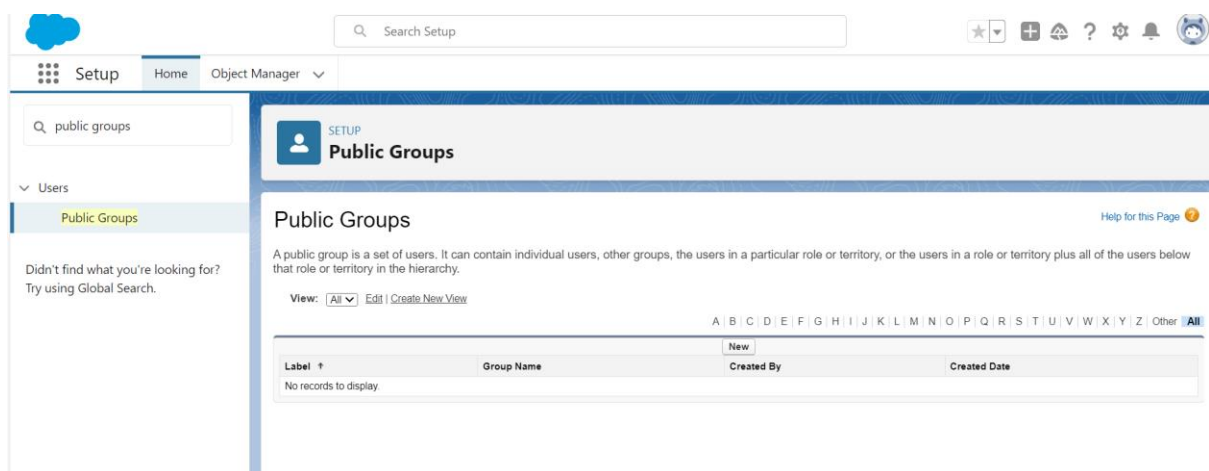 Search Setup
Setup Home Object Manager
public groups
Users
Public Groups
Didn't find what you're looking for?
Try using Global Search.
SETUP
Public Groups
Public Groups
Help for this Page
A public group is a set of users. It can contain individual users, other groups, the users in a particular role or territory, or the users in a role or territory plus all of the users below
that role or territory in the hierarchy.
View: All Edit | Create New View
A | B | C | D | E | F | G | H | I | J | K | L | M | N | O | P | Q | R | S | T | U | V | W | X | Y | Z | Other All
New
Label Group Name Created By Created Date
No records to display.